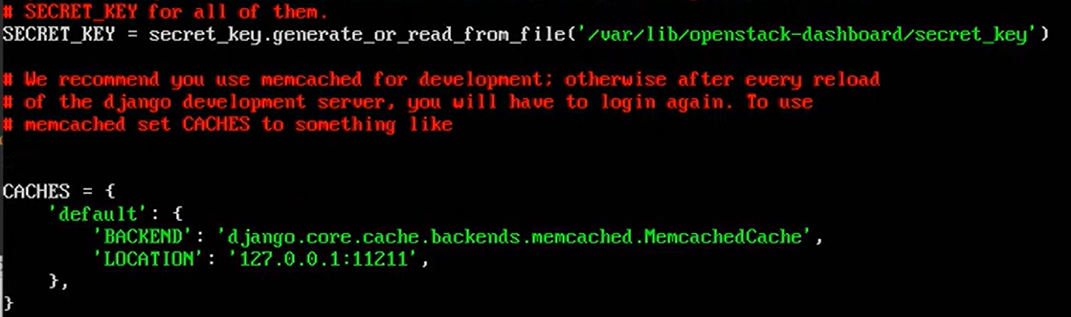 # SECRET_KEY for all of them.
SECRET_KEY = secret_key.generate_or_read_from_file('/var/lib/openstack-dashboard/secret_key')
# We recommend you use memcached for development; otherwise after every reload
# of the django development server, you will have to login again. To use
# memcached set CACHES to something like
CACHES = {
    'default': {
        'BACKEND': 'django.core.cache.backends.memcached.MemcachedCache',
        'LOCATION': '127.0.0.1:11211',
    },
}